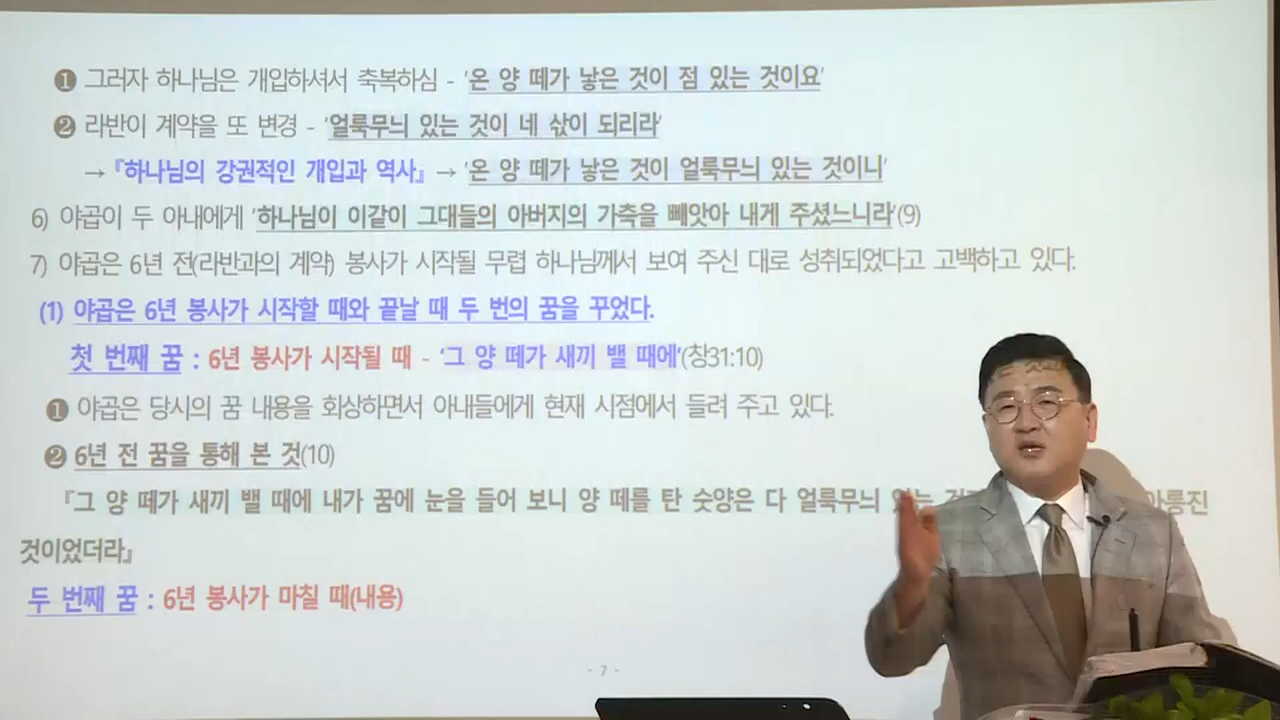 ❶ 그러자 하나님은 개입하셔서 축복하심 - '온 양 떼가 낳은 것이 점 있는 것이요'
❷ 라반이 계약을 또 변경 - '얼룩무늬 있는 것이 네 삯이 되리라'
→『하나님의 강권적인 개입과 역사』 → '온 양 떼가 낳은 것이 얼룩무늬 있는 것이니'
6) 야곱이 두 아내에게 '하나님이 이같이 그대들의 아버지의 가축을 빼앗아 내게 주셨느니라'(9)
7) 야곱은 6년 전(라반과의 계약) 봉사가 시작될 무렵 하나님께서 보여 주신 대로 성취되었다고 고백하고 있다.
(1) 야곱은 6년 봉사가 시작할 때와 끝날 때 두 번의 꿈을 꾸었다.
첫 번째 꿈 : 6년 봉사가 시작될 때 - '그 양 떼가 새끼 밸 때에'(창31:10)
❶ 야곱은 당시의 꿈 내용을 회상하면서 아내들에게 현재 시점에서 들려 주고 있다.
❷ 6년 전 꿈을 통해 본 것(10)
『그 양 떼가 새끼 밸 때에 내가 꿈에 눈을 들어 보니 양 떼를 탄 숫양은 다 얼룩무늬 있는 아롱진
것이었더라』
두 번째 꿈 : 6년 봉사가 마칠 때(내용)
- 7 -